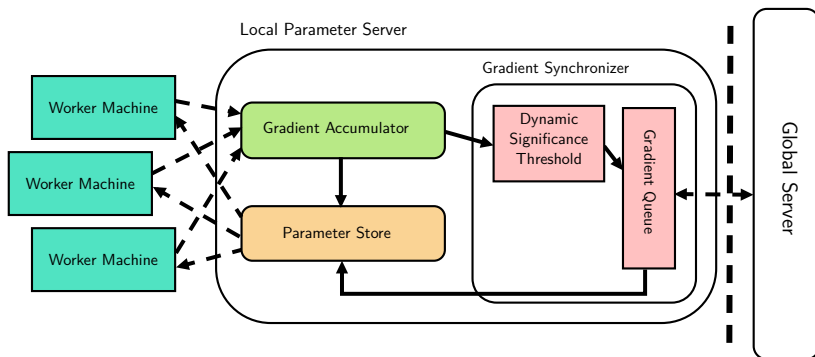 Local Parameter Server
Gradient Synchronizer
Worker Machine
Worker Machine
Worker Machine
Gradient Accumulator
Parameter Store
Dynamic
Significance
Threshold
Gradient Queue
Global Server